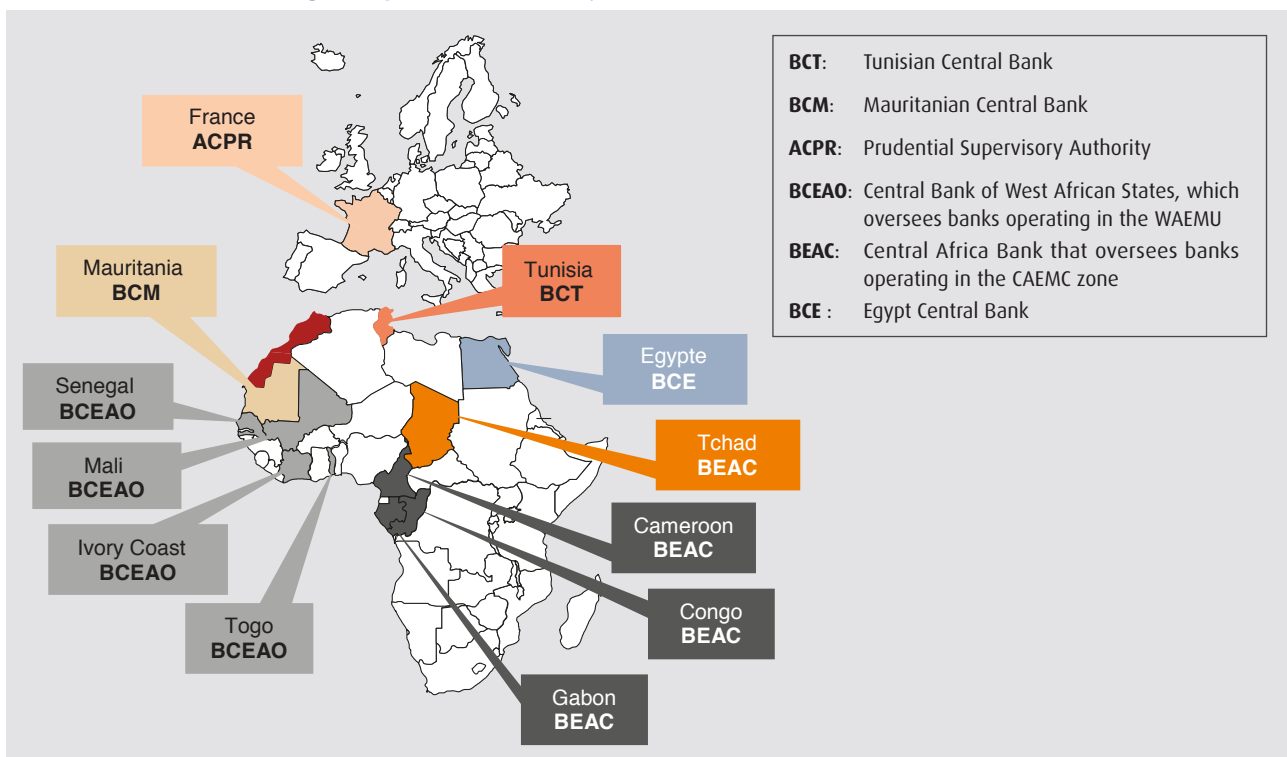 France
ACPR
Mauritania
BCM
Tunisia
BCT
Senegal
BCEAO
Egypte
BCE
Mali
BCEAO
Tchad
BEAC
Ivory Coast
BCEAO
Cameroon
BEAC
Togo
BCEAO
Congo
BEAC
Gabon
BEAC
BCT: Tunisian Central Bank
BCM: Mauritanian Central Bank
ACPR: Prudential Supervisory Authority
BCEAO: Central Bank of West African States, which
oversees banks operating in the WAEMU
BEAC: Central Africa Bank that oversees banks
operating in the CAEMC zone
BCE : Egypt Central Bank